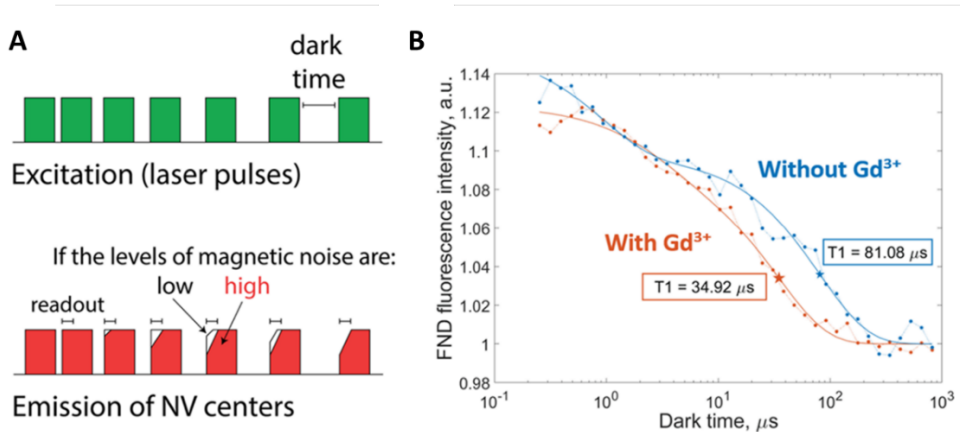 A
dark
time
Excitation (laser pulses)
If the levels of magnetic noise are:
low high
readout
Emission of NV centers
B
FND fluorescence intensity, a.u.
1.14
1.12
1.1
1.08
1.06
1.04
1.02
1
0.98
Without Gd³⁺
With Gd³⁺
T1 = 81.08 μs
T1 = 34.92 μs
10⁻¹ 10⁰ 10¹ 10² 10³
Dark time, μs